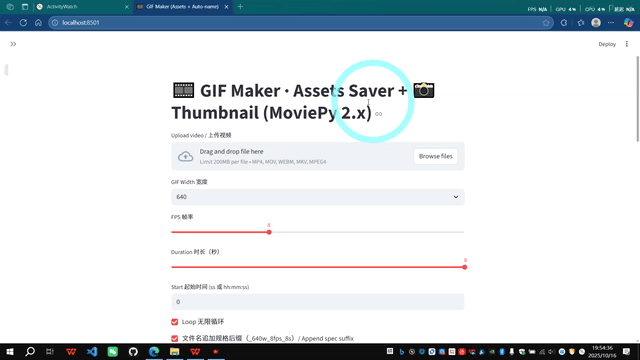 ActivityWatch
GIF Maker (Assets + Auto-name)
FPS N/A GPU 4% CPU 4% 延迟 N/A
localhost:8501
Deploy
GIF Maker · Assets Saver +
Thumbnail (MoviePy 2.x)
Upload video / 上传视频
Drag and drop file here
Limit 200MB per file • MP4, MOV, WEBM, MKV, MPEG4
Browse files
GIF Width 宽度
640
FPS 帧率
8
Duration 时长（秒）
8
Start 起始时间 (ss 或 hh:mm:ss)
0
Loop 无限循环
文件名追加规格后缀（_640w_8fps_8s）/ Append spec suffix
19:54:36
2025/10/16